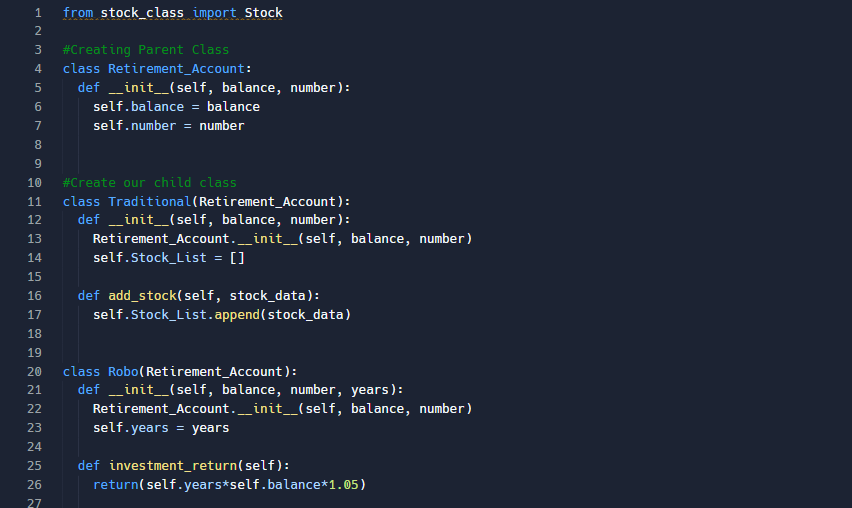 1 from stock_class import Stock
2
3 #Creating Parent Class
4 class Retirement_Account:
5   def __init__(self, balance, number):
6     self.balance = balance
7     self.number = number
8
9
10 #Create our child class
11 class Traditional(Retirement_Account):
12   def __init__(self, balance, number):
13     Retirement_Account.__init__(self, balance, number)
14     self.Stock_List = []
15
16   def add_stock(self, stock_data):
17     self.Stock_List.append(stock_data)
18
19
20 class Robo(Retirement_Account):
21   def __init__(self, balance, number, years):
22     Retirement_Account.__init__(self, balance, number)
23     self.years = years
24
25   def investment_return(self):
26     return(self.years*self.balance*1.05)
27